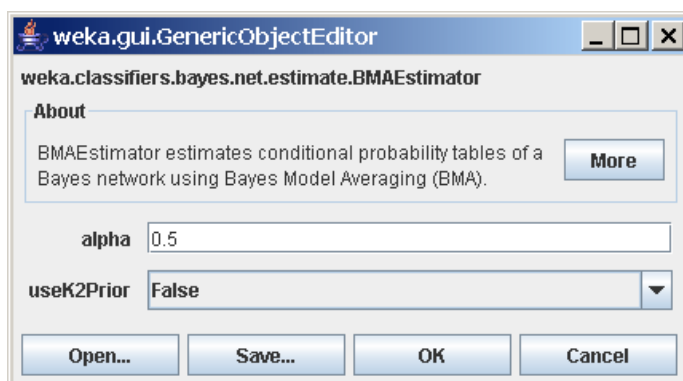 weka.gui.GenericObjectEditor
weka.classifiers.bayes.net.estimate.BMAEstimator
About
BMAEstimator estimates conditional probability tables of a
Bayes network using Bayes Model Averaging (BMA).
More
alpha 0.5
useK2Prior False
Open... Save... OK Cancel